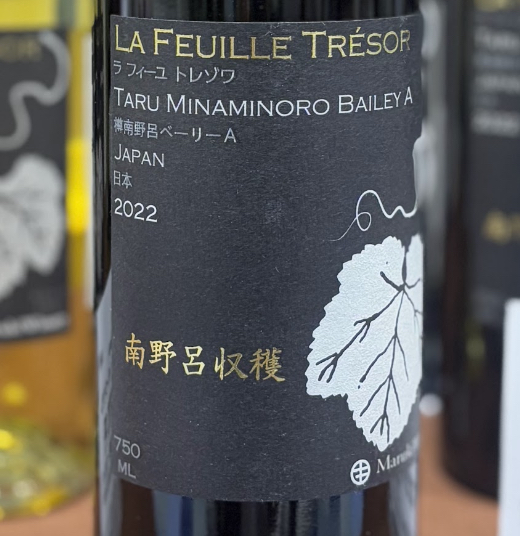 LA FEUILLE TRÉSOR
ラ フィーユ トレゾワ
TARU MINAMINORO BAILEY A
樽南野呂ベーリーA
JAPAN
日本
2022
南野呂収穫
750
ML